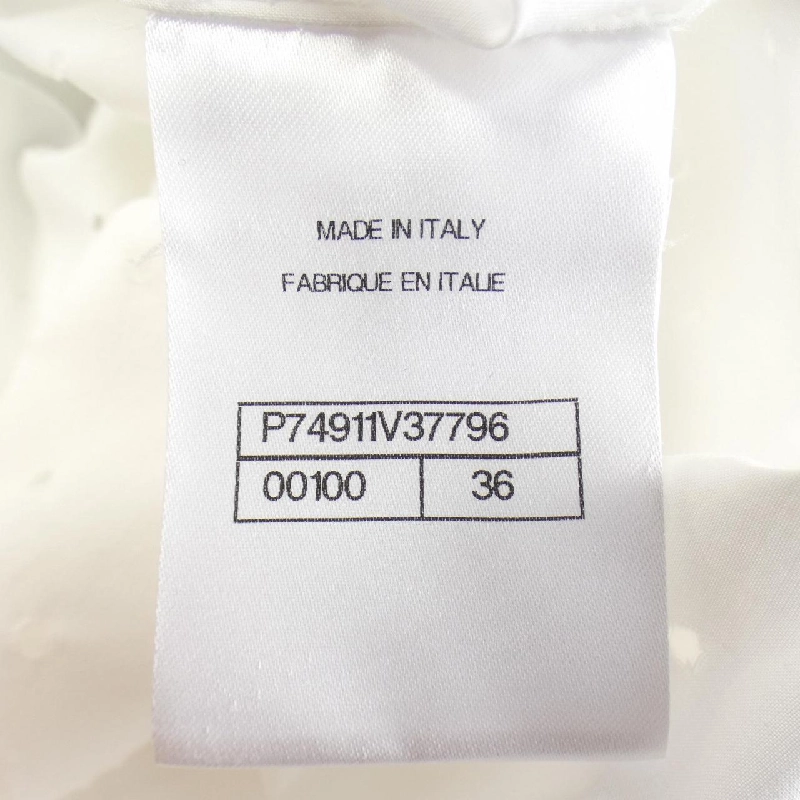 MADE IN ITALY
FABRIQUE EN ITALIE
P74911V37796
00100 36